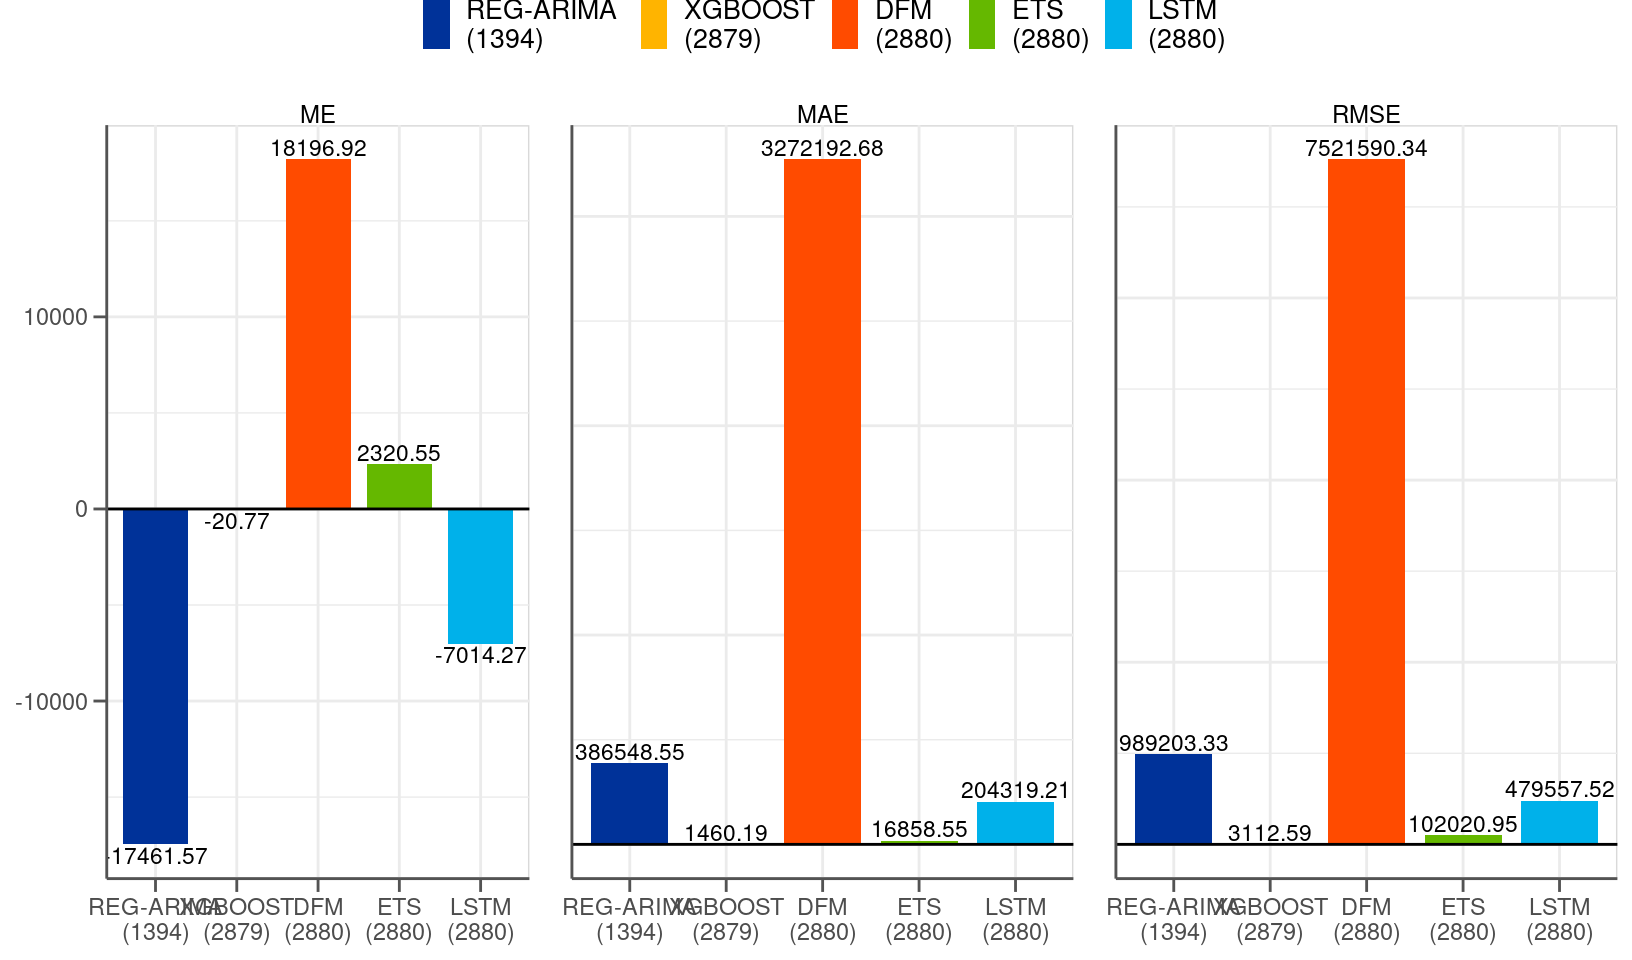 REG-ARIMA XGBOOST DFM ETS LSTM
(1394) (2879) (2880) (2880) (2880)
ME MAE RMSE
18196.92 3272192.68 7521590.34
10000
2320.55
0
-20.77
-7014.27
-10000
386548.55 989203.33
204319.21 479557.52
1460.19 16858.55 3112.59 102020.95
-17461.57
REG-ARIMA XGBOOST DFM ETS LSTM REG-ARIMA XGBOOST DFM ETS LSTM REG-ARIMA XGBOOST DFM ETS LSTM
(1394) (2879) (2880) (2880) (2880) (1394) (2879) (2880) (2880) (2880) (1394) (2879) (2880) (2880) (2880)